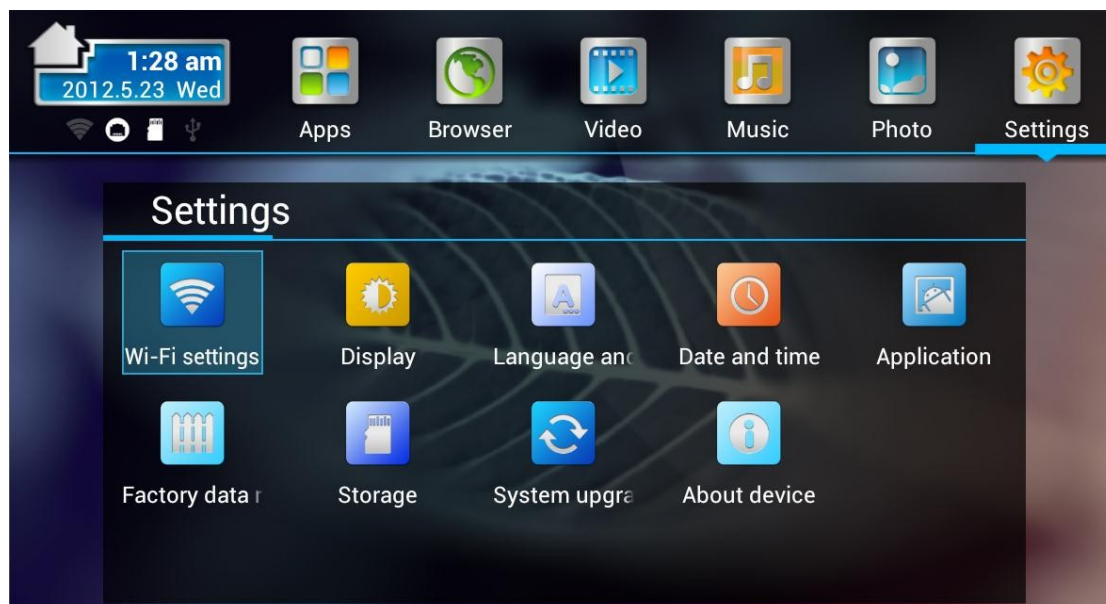 1:28 am
2012.5.23 Wed
Apps
Browser
Video
Music
Photo
Settings
Settings
Wi-Fi settings
Display
Language and
Date and time
Application
Factory data r
Storage
System upgra
About device